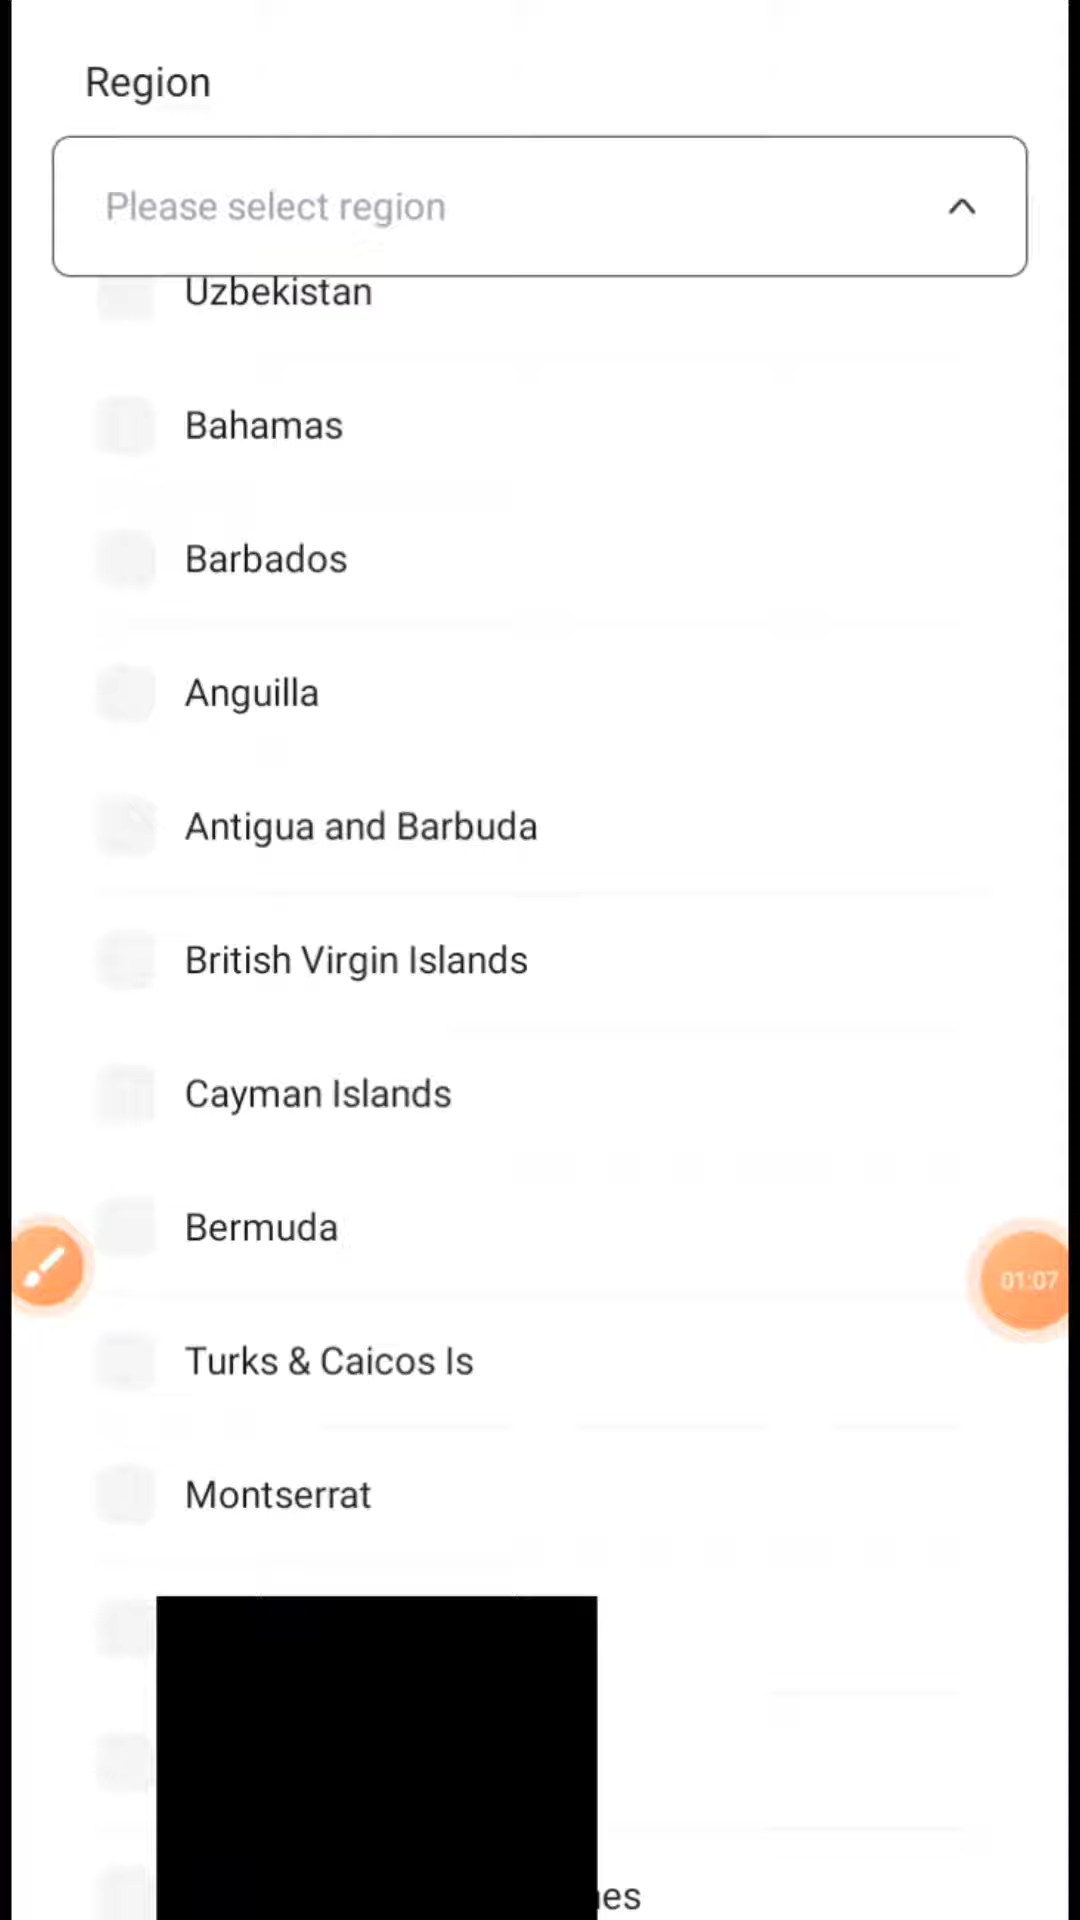 Region
Please select region
Uzbekistan
Bahamas
Barbados
Anguilla
Antigua and Barbuda
British Virgin Islands
Cayman Islands
Bermuda
01:07
Turks & Caicos Is
Montserrat